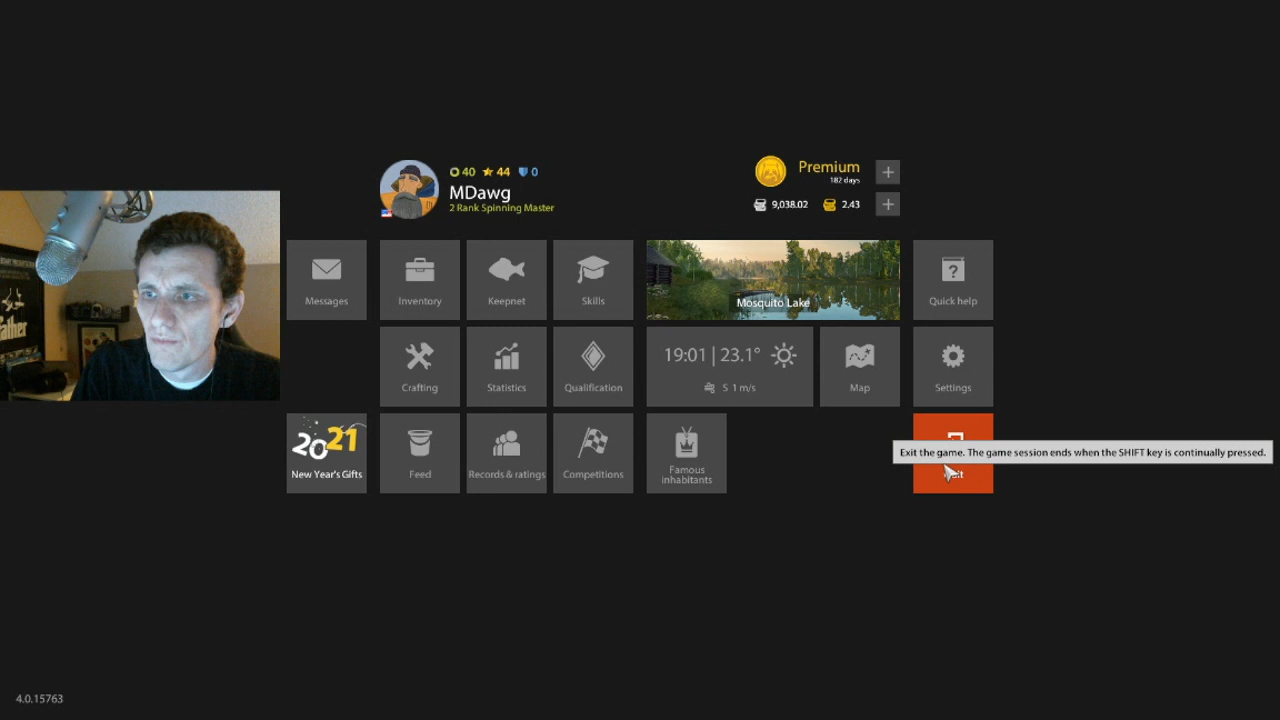 40 44 0
MDawg
2 Rank Spinning Master
Premium
182 days
9,038.02 2.43
Messages
Inventory
Keepnet
Skills
Mosquito Lake
Quick help
Crafting
Statistics
Qualification
19:01 | 23.1°
S 1 m/s
Map
Settings
2021
New Year's Gifts
Feed
Records & ratings
Competitions
Famous
inhabitants
Exit the game. The game session ends when the SHIFT key is continually pressed.
father
4.0.15763